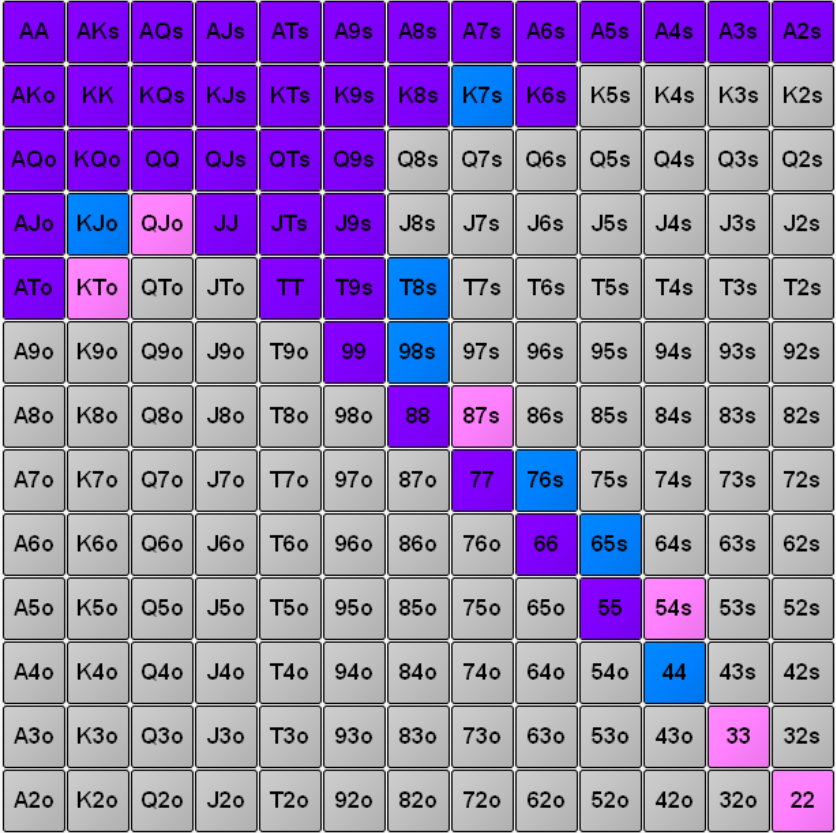 AA AKs AQs AJs ATs A9s A8s A7s A6s A5s A4s A3s A2s
AKo KK KQs KJs KTs K9s K8s K7s K6s K5s K4s K3s K2s
AQo KQo QQ QJs QTs Q9s Q8s Q7s Q6s Q5s Q4s Q3s Q2s
AJo KJo QJo JJ JTs J9s J8s J7s J6s J5s J4s J3s J2s
ATo KTo QTo JTo TT T9s T8s T7s T6s T5s T4s T3s T2s
A9o K9o Q9o J9o T9o 99 98s 97s 96s 95s 94s 93s 92s
A8o K8o Q8o J8o T8o 98o 88 87s 86s 85s 84s 83s 82s
A7o K7o Q7o J7o T7o 97o 87o 77 76s 75s 74s 73s 72s
A6o K6o Q6o J6o T6o 96o 86o 76o 66 65s 64s 63s 62s
A5o K5o Q5o J5o T5o 95o 85o 75o 65o 55 54s 53s 52s
A4o K4o Q4o J4o T4o 94o 84o 74o 64o 54o 44 43s 42s
A3o K3o Q3o J3o T3o 93o 83o 73o 63o 53o 43o 33 32s
A2o K2o Q2o J2o T2o 92o 82o 72o 62o 52o 42o 32o 22